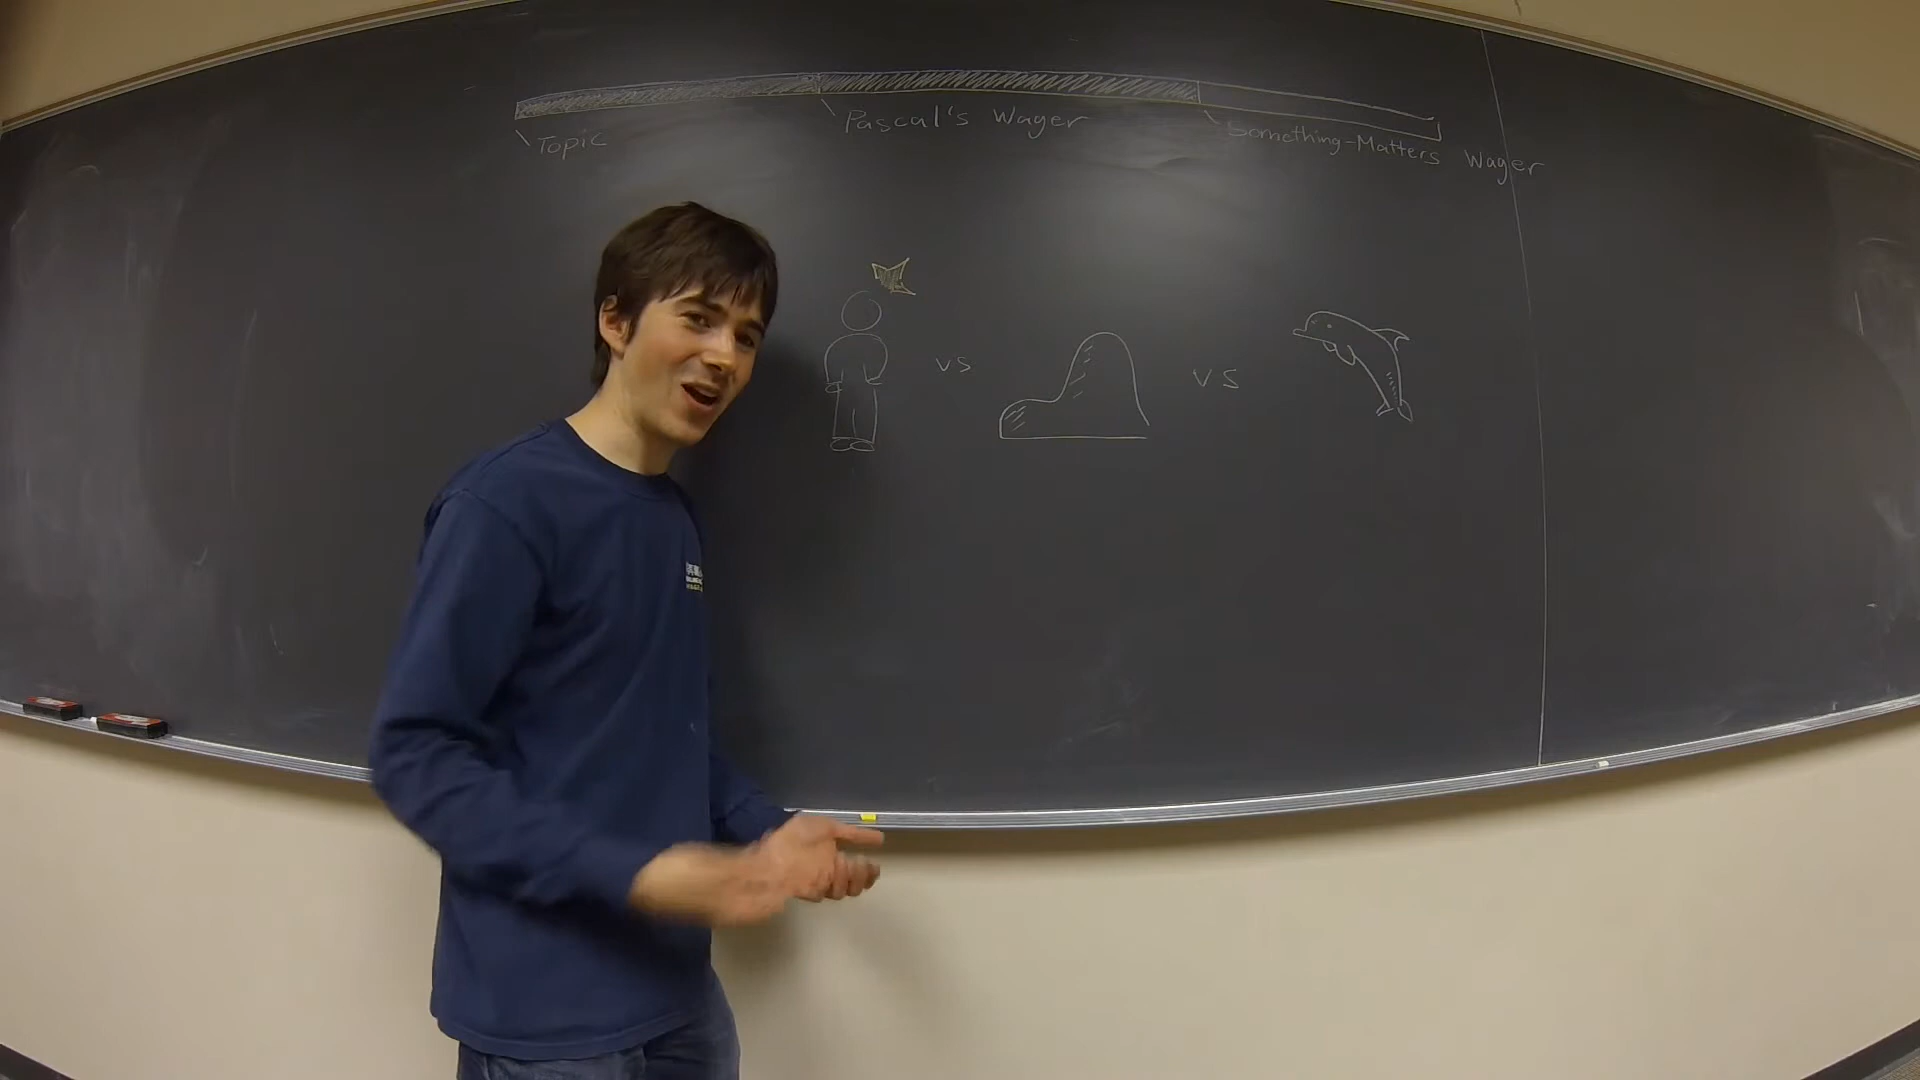 Topic
Pascal's Wager
Something-Matters Wager
vs
vs